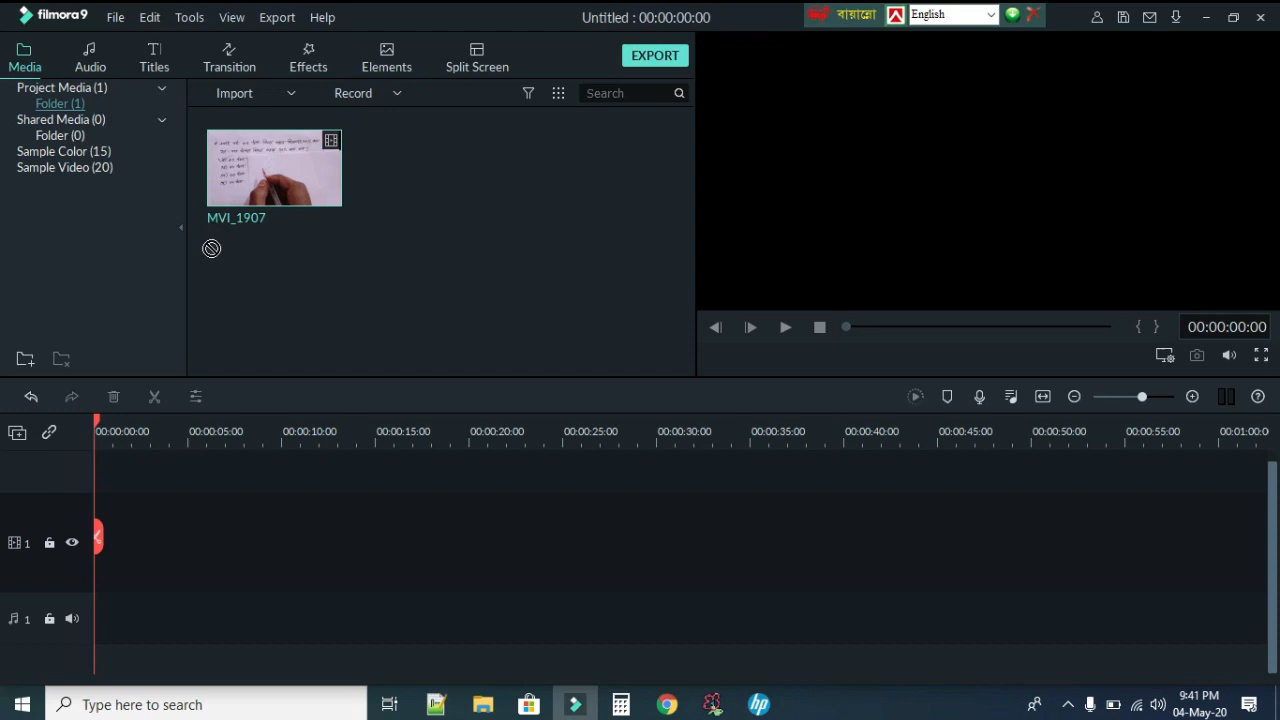 filmora9
File
Tools
View
Export
Help
Untitled : 00:00:00:00
বায়ান্নো
English
Media
Audio
Titles
Transition
Effects
Elements
Split Screen
EXPORT
Project Media (1)
Folder (1)
Shared Media (0)
Folder (0)
Sample Color (15)
Sample Video (20)
Import
Record
Search
MVI_1907
00:00:00:00
00:00:00:00
00:00:05:00
00:00:10:00
00:00:15:00
00:00:20:00
00:00:25:00
00:00:30:00
00:00:35:00
00:00:40:00
00:00:45:00
00:00:50:00
00:00:55:00
00:01:00:0
1
1
Type here to search
9:41 PM
04-May-20